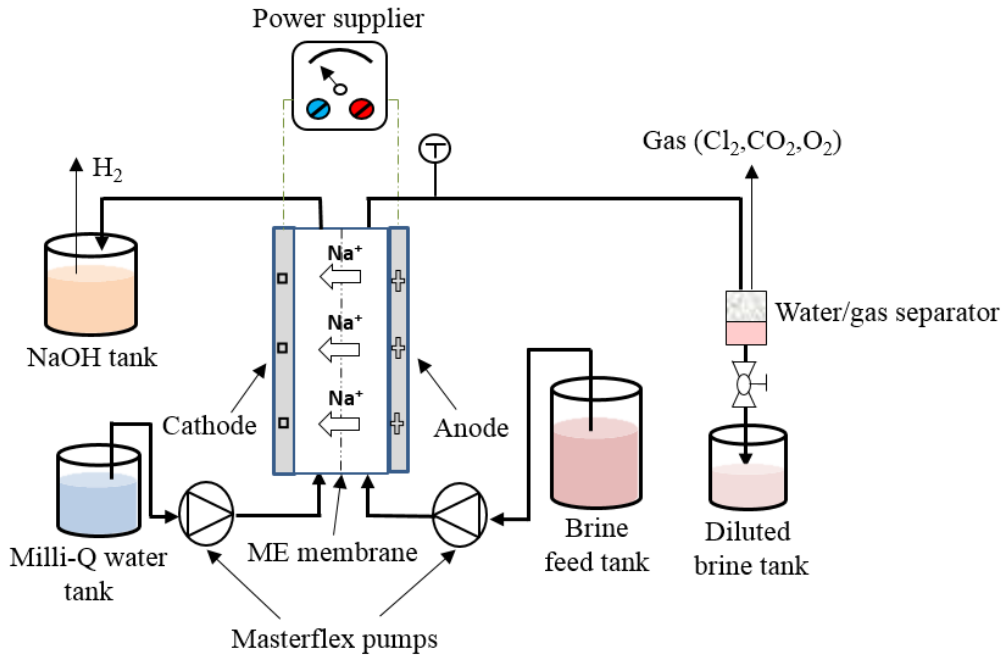 Power supplier
T
Gas (Cl₂,CO₂,O₂)
H₂
Na⁺
Na⁺
Na⁺
NaOH tank
Water/gas separator
Cathode
Anode
Milli-Q water
tank
ME membrane
Brine
feed tank
Diluted
brine tank
Masterflex pumps